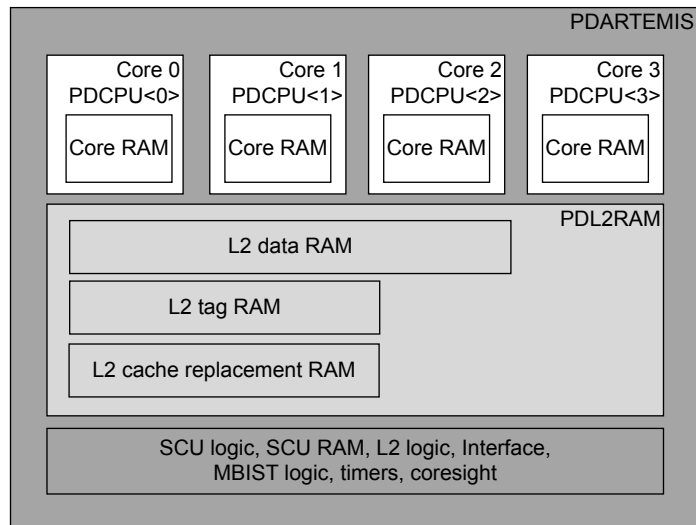 PDARTEMIS
Core 0
PDCPU<0>
Core RAM
Core 1
PDCPU<1>
Core RAM
Core 2
PDCPU<2>
Core RAM
Core 3
PDCPU<3>
Core RAM
PDL2RAM
L2 data RAM
L2 tag RAM
L2 cache replacement RAM
SCU logic, SCU RAM, L2 logic, Interface,
MBIST logic, timers, coresight